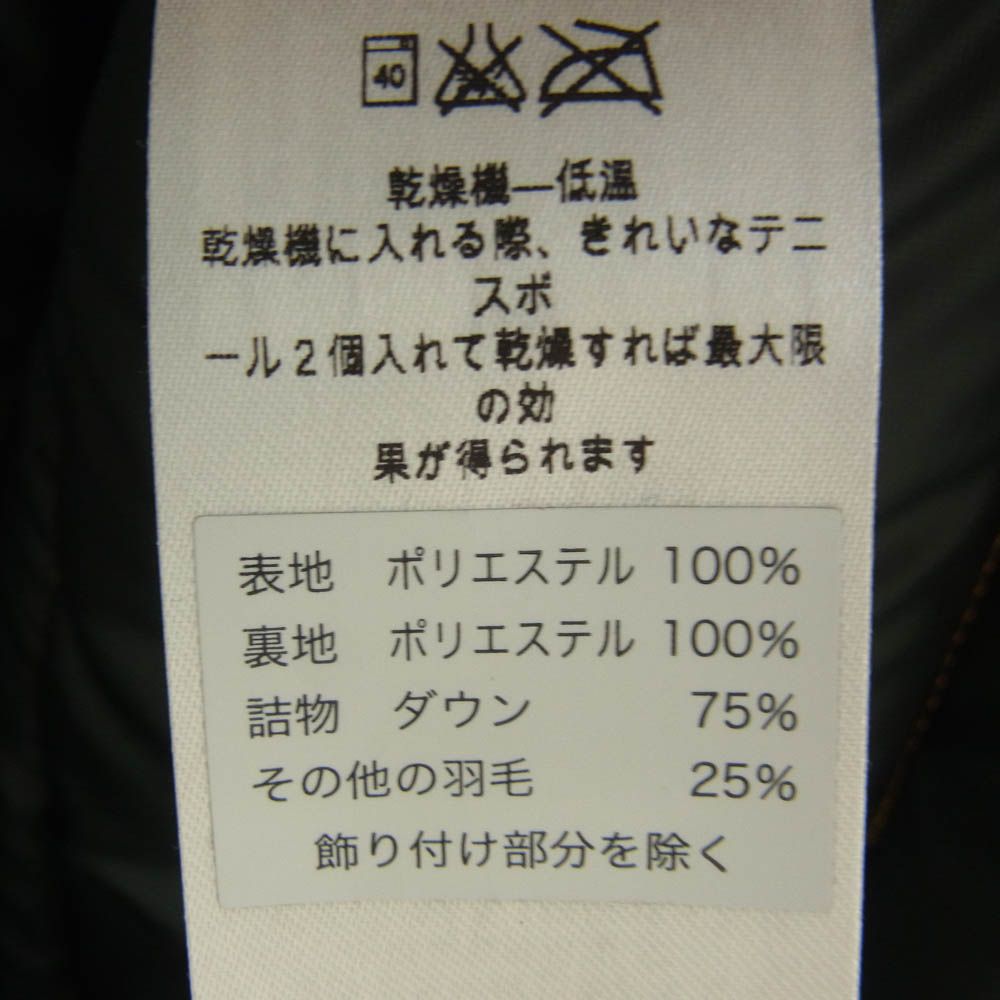 40
乾燥機—低温
乾燥機に入れる際、きれいなテニ
スボ
ール2個入れて乾燥すれば最大限
の効
果が得られます
表地 ポリエステル 100%
裏地 ポリエステル 100%
詰物 ダウン 75%
その他の羽毛 25%
飾り付け部分を除く